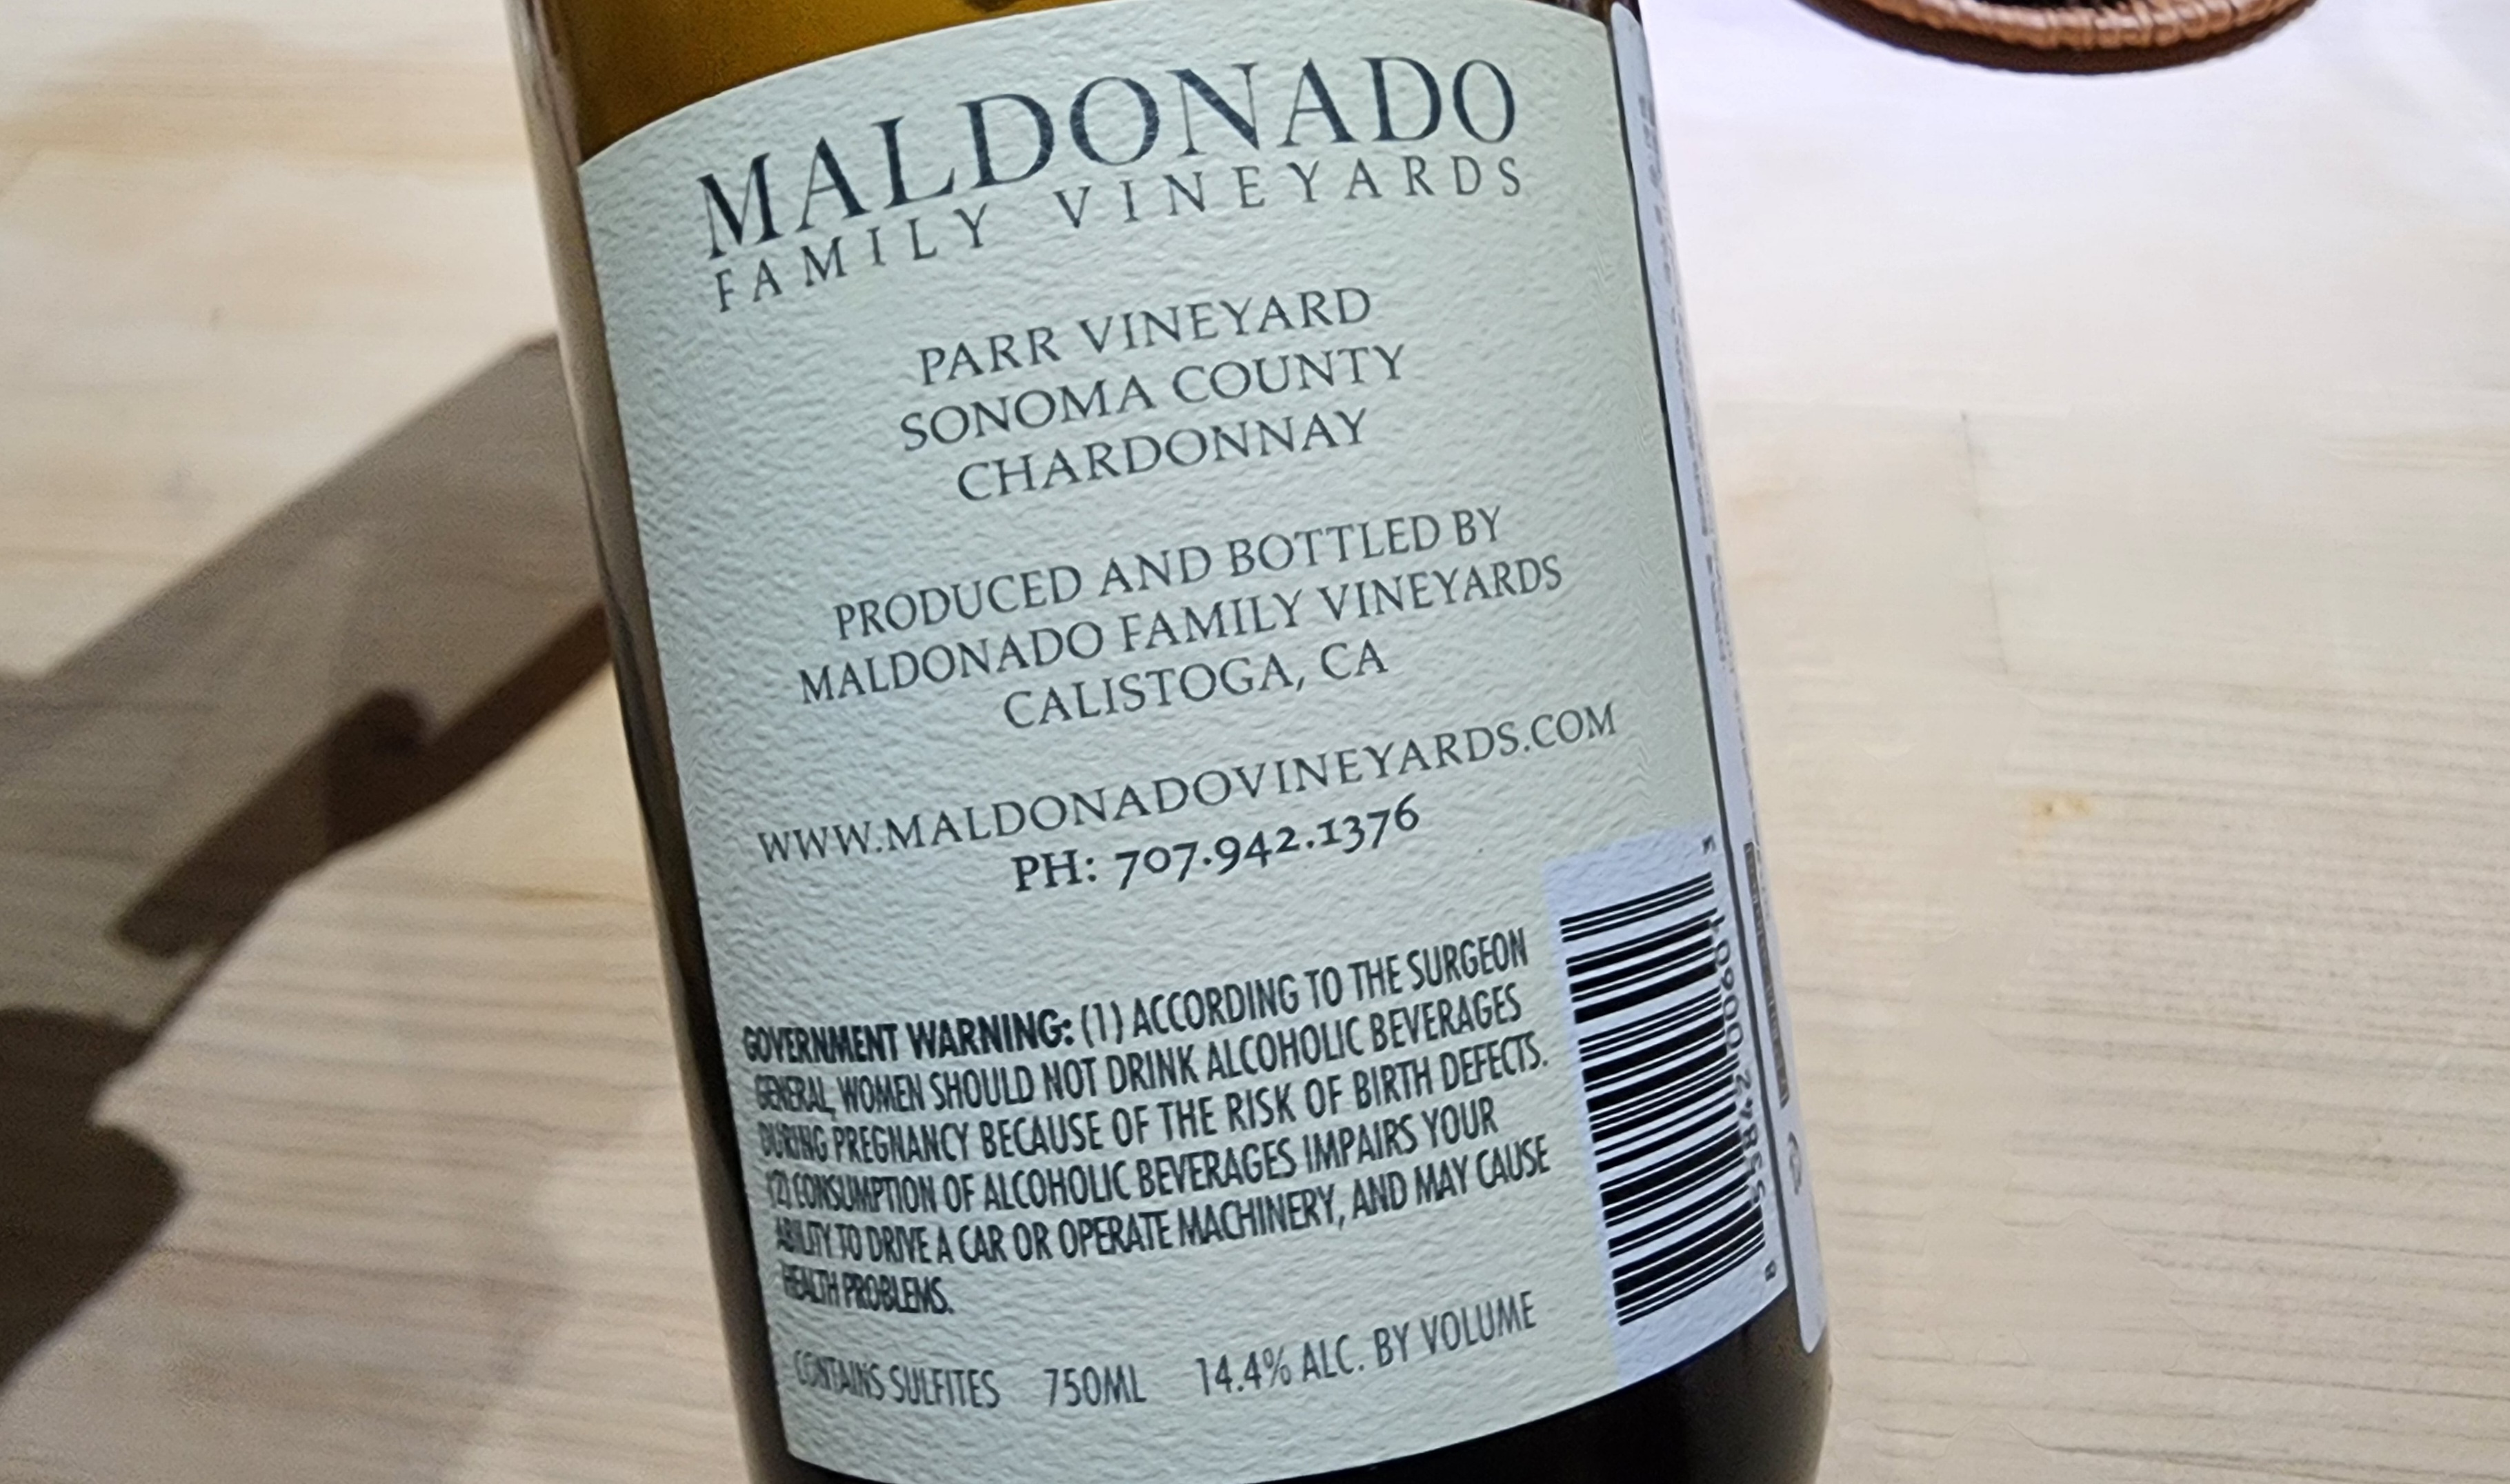 MALDONADO
FAMILY VINEYARDS
PARR VINEYARD
SONOMA COUNTY
CHARDONNAY
PRODUCED AND BOTTLED BY
MALDONADO FAMILY VINEYARDS
CALISTOGA, CA
WWW.MALDONADOVINEYARDS.COM
PH: 707.942.1376
GOVERNMENT WARNING: (1) ACCORDING TO THE SURGEON
GENERAL, WOMEN SHOULD NOT DRINK ALCOHOLIC BEVERAGES
DURING PREGNANCY BECAUSE OF THE RISK OF BIRTH DEFECTS.
(2) CONSUMPTION OF ALCOHOLIC BEVERAGES IMPAIRS YOUR
ABILITY TO DRIVE A CAR OR OPERATE MACHINERY, AND MAY CAUSE
HEALTH PROBLEMS.
CONTAINS SULFITES 750ML 14.4% ALC. BY VOLUME